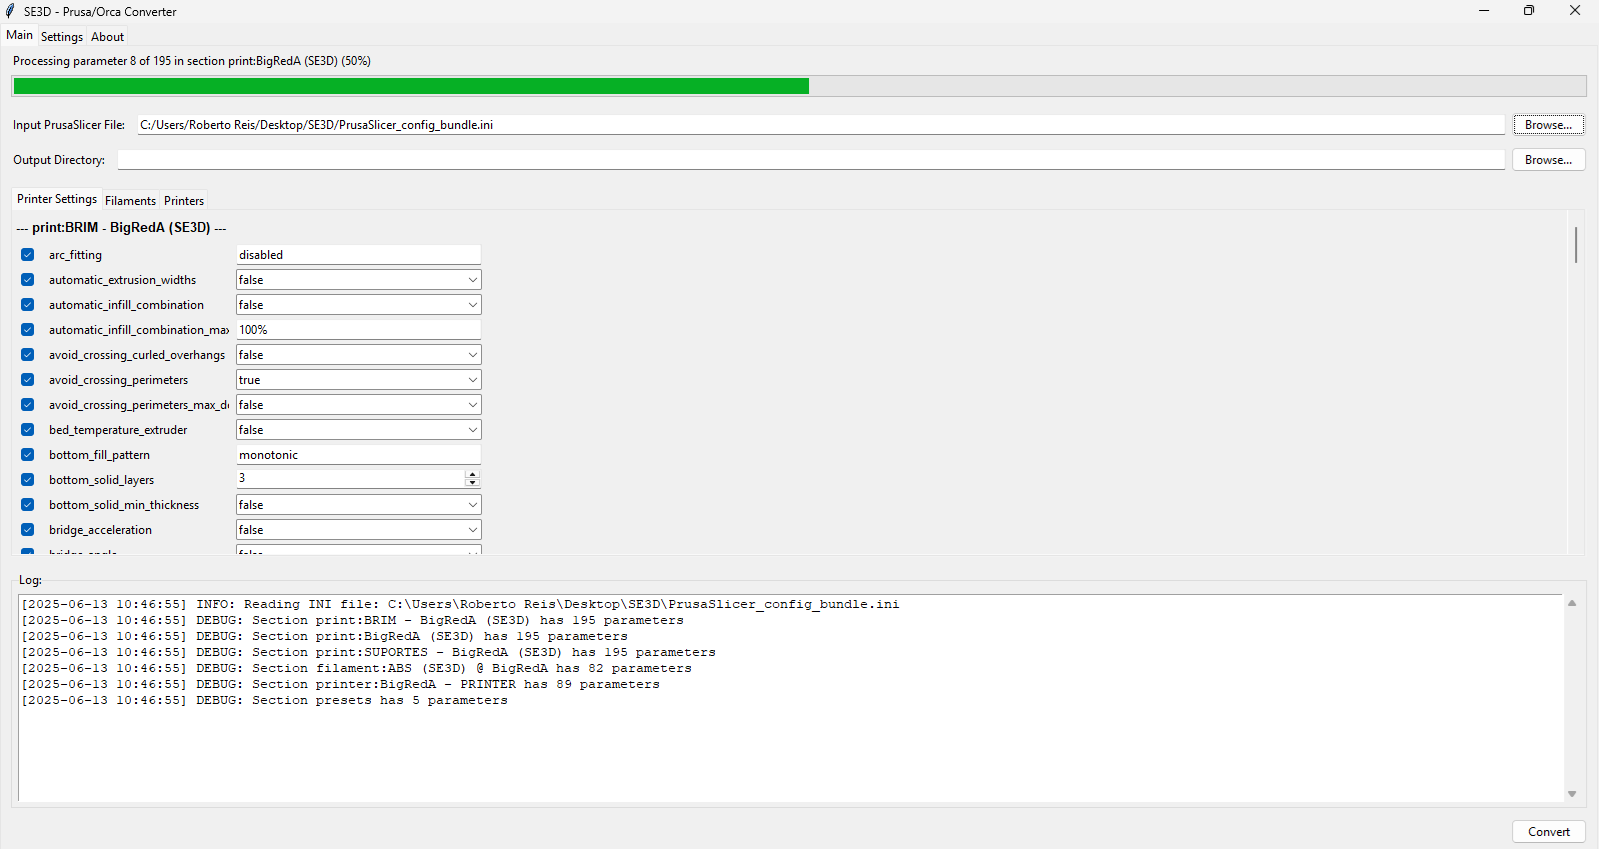 SE3D - Prusa/Orca Converter
Main Settings About
Processing parameter 8 of 195 in section print:BigRedA (SE3D) (50%)
Input PrusaSlicer File: C:/Users/Roberto Reis/Desktop/SE3D/PrusaSlicer_config_bundle.ini Browse...
Output Directory: Browse...
Printer Settings Filaments Printers
--- print:BRIM - BigRedA (SE3D) ---
arc_fitting disabled
automatic_extrusion_widths false
automatic_infill_combination false
automatic_infill_combination_max 100%
avoid_crossing_curled_overhangs false
avoid_crossing_perimeters true
avoid_crossing_perimeters_max_d false
bed_temperature_extruder false
bottom_fill_pattern monotonic
bottom_solid_layers 3
bottom_solid_min_thickness false
bridge_acceleration false
bridge_angle false
Log:
[2025-06-13 10:46:55] INFO: Reading INI file: C:\Users\Roberto Reis\Desktop\SE3D\PrusaSlicer_config_bundle.ini
[2025-06-13 10:46:55] DEBUG: Section print:BRIM - BigRedA (SE3D) has 195 parameters
[2025-06-13 10:46:55] DEBUG: Section print:BigRedA (SE3D) has 195 parameters
[2025-06-13 10:46:55] DEBUG: Section print:SUPORTES - BigRedA (SE3D) has 195 parameters
[2025-06-13 10:46:55] DEBUG: Section filament:ABS (SE3D) @ BigRedA has 82 parameters
[2025-06-13 10:46:55] DEBUG: Section printer:BigRedA - PRINTER has 89 parameters
[2025-06-13 10:46:55] DEBUG: Section presets has 5 parameters
Convert